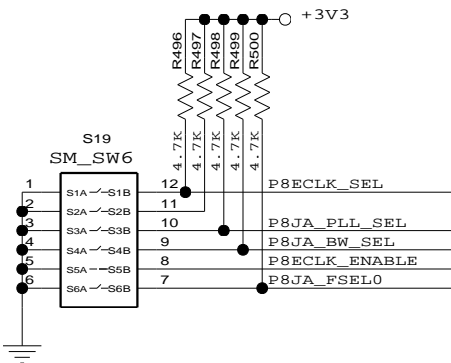 +3V3
R496
R497
R498
R499
R500
4.7K
4.7K
4.7K
4.7K
4.7K
S19
SM_SW6
1 S1A S1B 12 P8ECLK_SEL
2 S2A S2B 11
3 S3A S3B 10 P8JA_PLL_SEL
4 S4A S4B 9 P8JA_BW_SEL
5 S5A S5B 8 P8ECLK_ENABLE
6 S6A S6B 7 P8JA_FSEL0